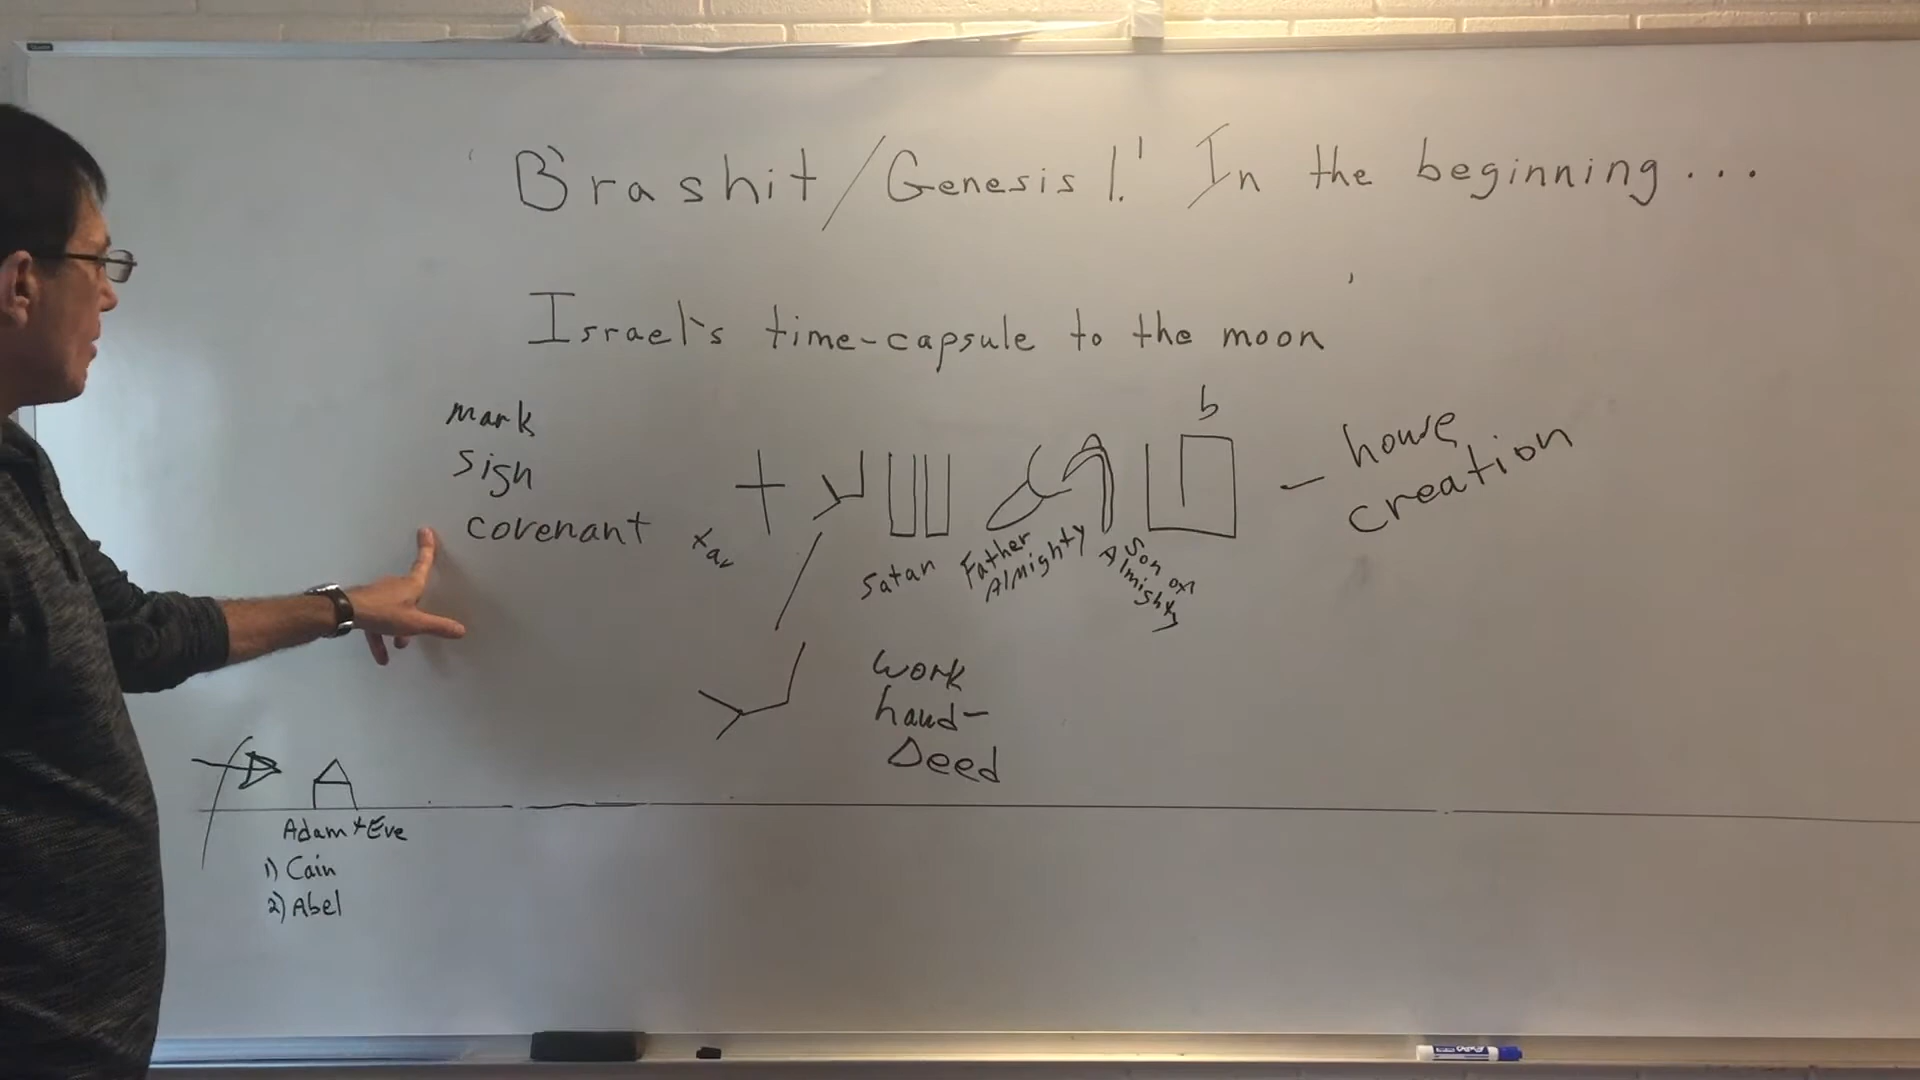 'B'rashit/Genesis 1.' In the beginning...
Israel's time-capsule to the moon'
mark
sign
covenant
b
house
creation
tav
Satan
Father
Almighty
Son of
Almighty
work
hand-
Deed
Adam + Eve
1) Cain
2) Abel